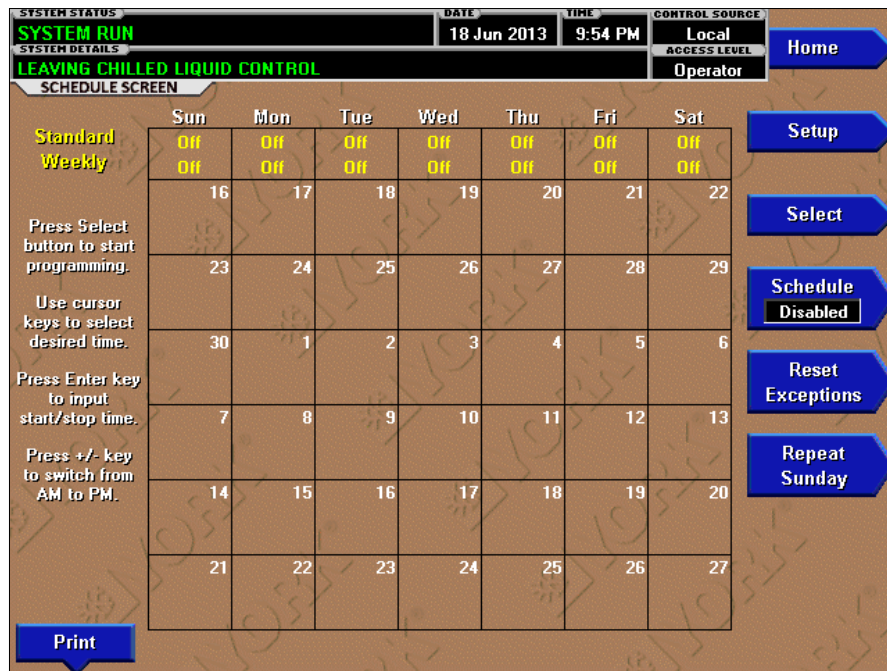 SYSTEM STATUS
SYSTEM RUN
DATE
18 Jun 2013
TIME
9:54 PM
CONTROL SOURCE
Local
SYSTEM DETAILS
LEAVING CHILLED LIQUID CONTROL
ACCESS LEVEL
Operator
Home
SCHEDULE SCREEN
Standard
Weekly
Sun Mon Tue Wed Thu Fri Sat
Off Off Off Off Off Off Off
Off Off Off Off Off Off Off
16 17 18 19 20 21 22
23 24 25 26 27 28 29
30 1 2 3 4 5 6
7 8 9 10 11 12 13
14 15 16 17 18 19 20
21 22 23 24 25 26 27
Press Select
button to start
programming.
Use cursor
keys to select
desired time.
Press Enter key
to input
start/stop time.
Press +/- key
to switch from
AM to PM.
Setup
Select
Schedule
Disabled
Reset
Exceptions
Repeat
Sunday
Print
YORK